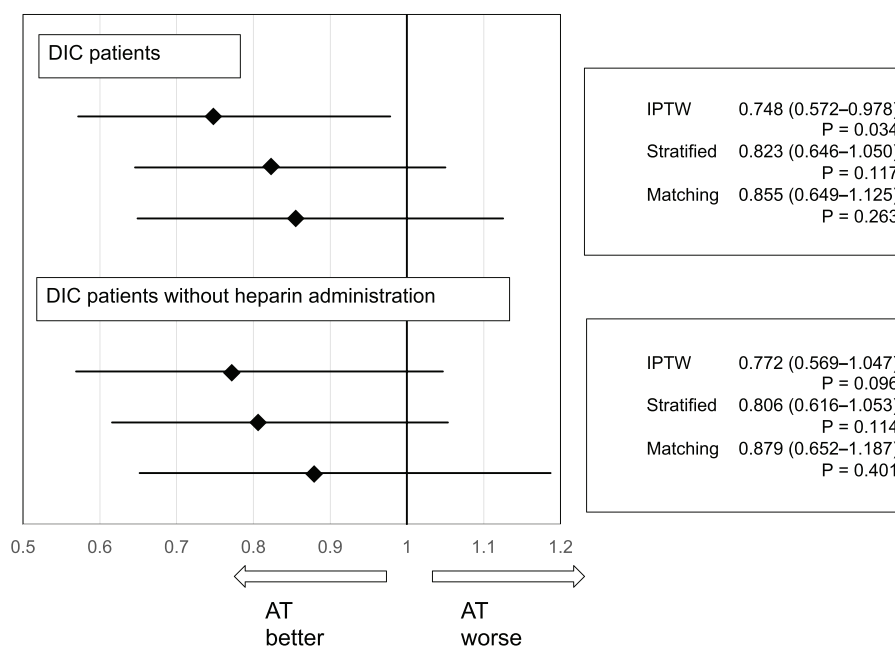 DIC patients
IPTW 0.748 (0.572–0.978)
P = 0.034
Stratified 0.823 (0.646–1.050)
P = 0.117
Matching 0.855 (0.649–1.125)
P = 0.263
DIC patients without heparin administration
IPTW 0.772 (0.569–1.047)
P = 0.096
Stratified 0.806 (0.616–1.053)
P = 0.114
Matching 0.879 (0.652–1.187)
P = 0.401
0.5 0.6 0.7 0.8 0.9 1 1.1 1.2
AT
better
AT
worse